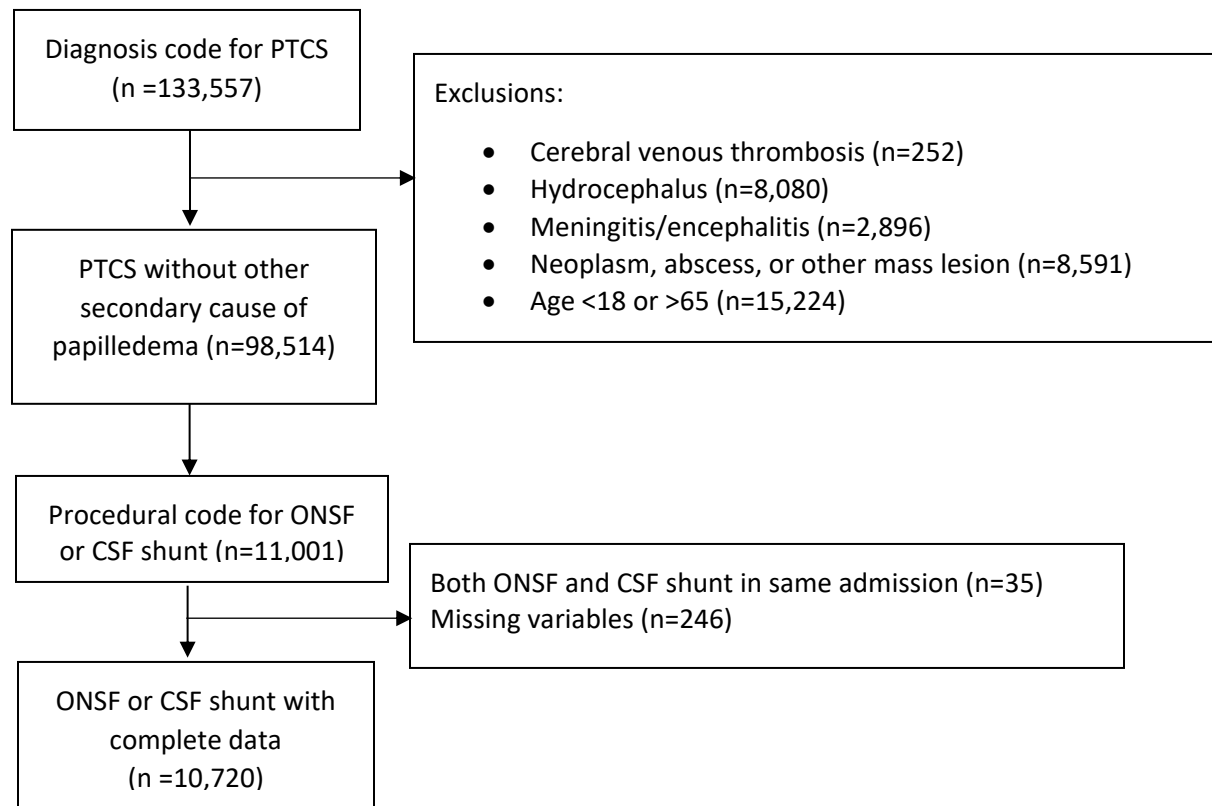 Diagnosis code for PTCS
(n =133,557)
Exclusions:
• Cerebral venous thrombosis (n=252)
• Hydrocephalus (n=8,080)
• Meningitis/encephalitis (n=2,896)
• Neoplasm, abscess, or other mass lesion (n=8,591)
• Age <18 or >65 (n=15,224)
PTCS without other
secondary cause of
papilledema (n=98,514)
Procedural code for ONSF
or CSF shunt (n=11,001)
Both ONSF and CSF shunt in same admission (n=35)
Missing variables (n=246)
ONSF or CSF shunt with
complete data
(n =10,720)